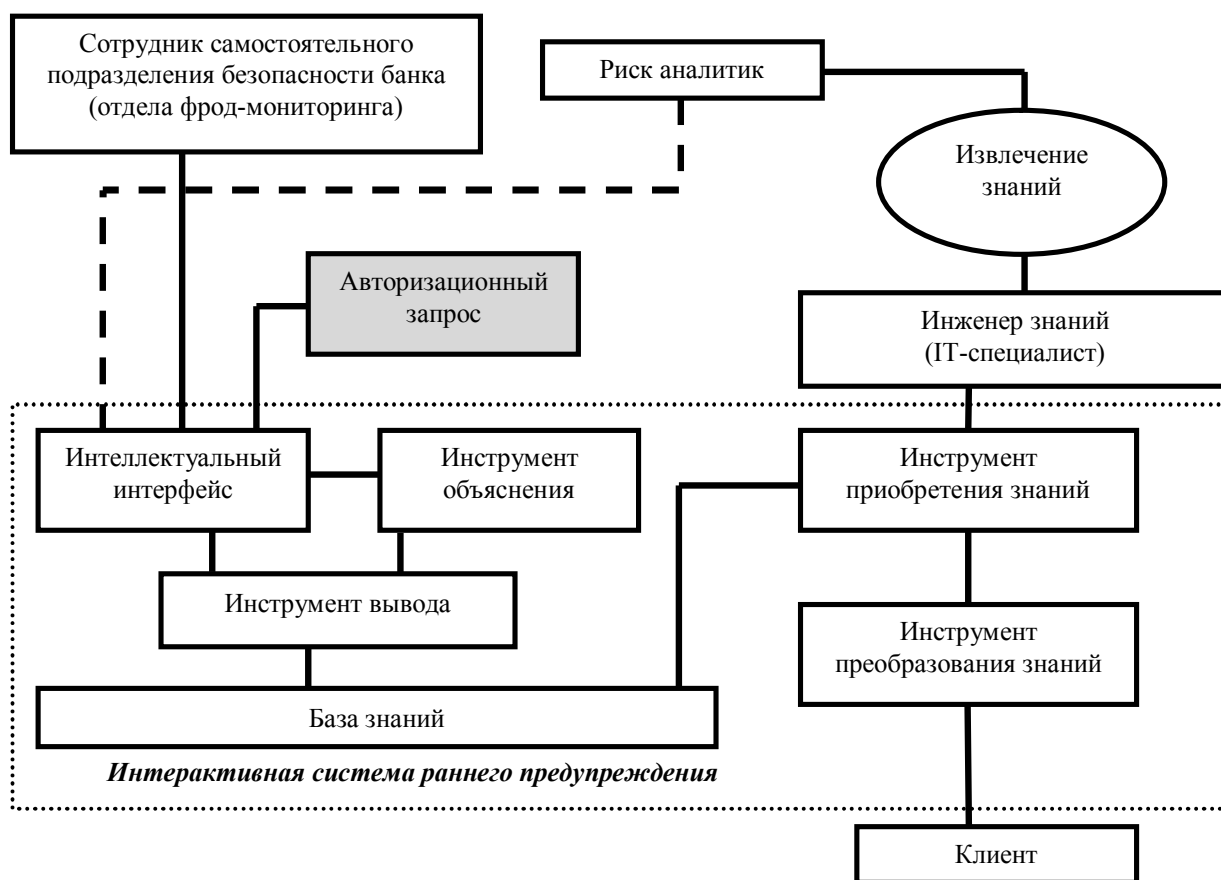 Сотрудник самостоятельного
подразделения безопасности банка
(отдела фрод-мониторинга)
Риск аналитик
Извлечение
знаний
Авторизационный
запрос
Инженер знаний
(IT-специалист)
Интеллектуальный
интерфейс
Инструмент
объяснения
Инструмент
приобретения знаний
Инструмент вывода
Инструмент
преобразования знаний
База знаний
Интерактивная система раннего предупреждения
Клиент